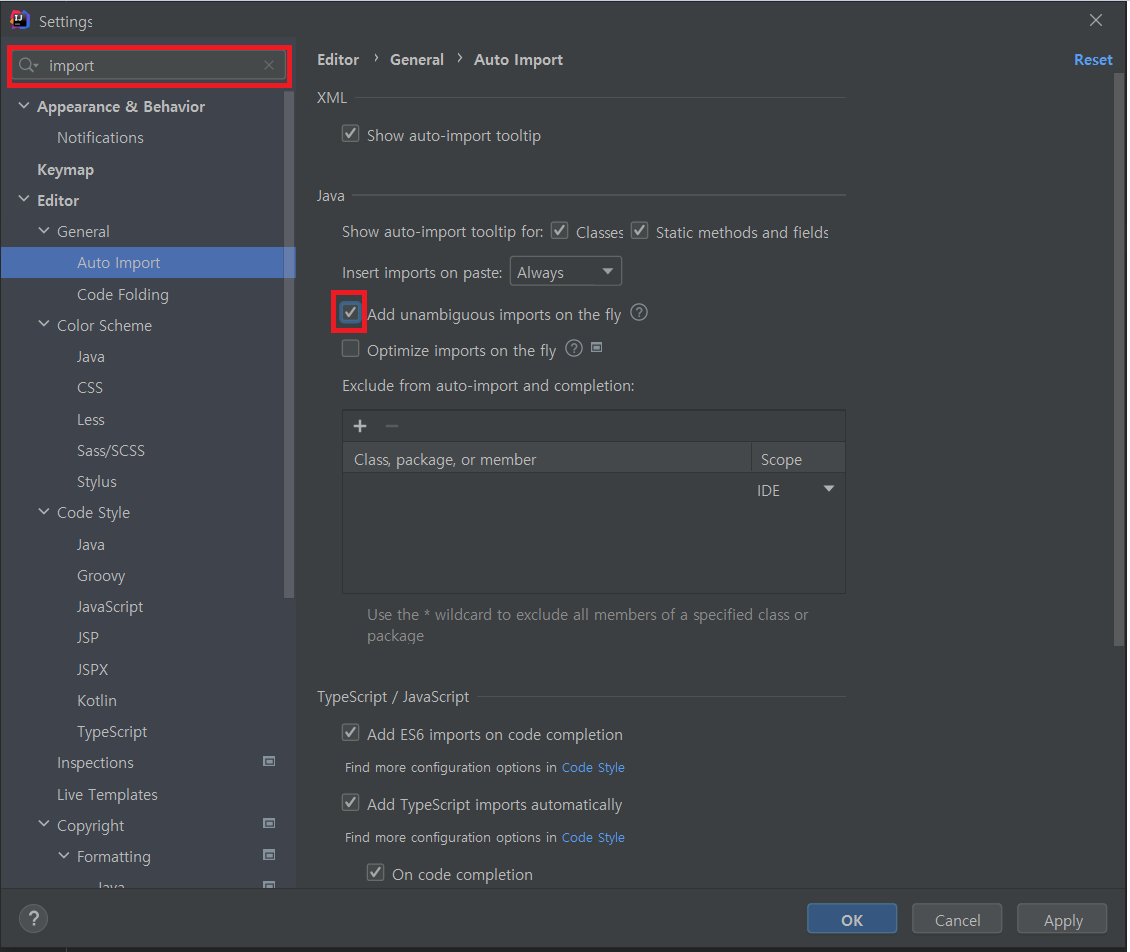 Settings
import
Appearance & Behavior
Notifications
Keymap
Editor
General
Auto Import
Code Folding
Color Scheme
Java
CSS
Less
Sass/SCSS
Stylus
Code Style
Java
Groovy
JavaScript
JSP
JSPX
Kotlin
TypeScript
Inspections
Live Templates
Copyright
Formatting
Java
Editor › General › Auto Import
Reset
XML
Show auto-import tooltip
Java
Show auto-import tooltip for: Classes Static methods and fields
Insert imports on paste: Always
Add unambiguous imports on the fly ?
Optimize imports on the fly ?
Exclude from auto-import and completion:
Class, package, or member Scope
IDE
Use the * wildcard to exclude all members of a specified class or
package
TypeScript / JavaScript
Add ES6 imports on code completion
Find more configuration options in Code Style
Add TypeScript imports automatically
Find more configuration options in Code Style
On code completion
? OK Cancel Apply